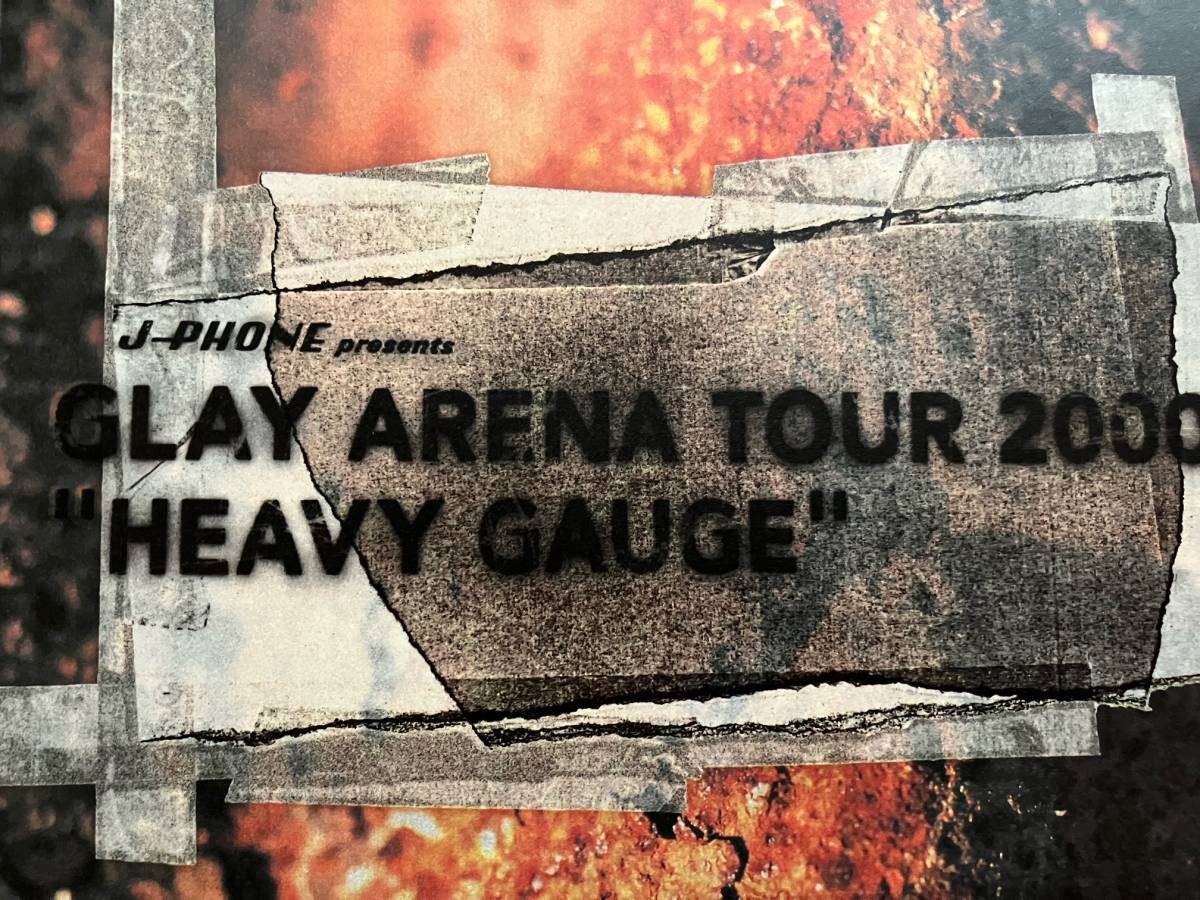 J-PHONE presents
GLAY ARENA TOUR 2000
"HEAVY GAUGE"